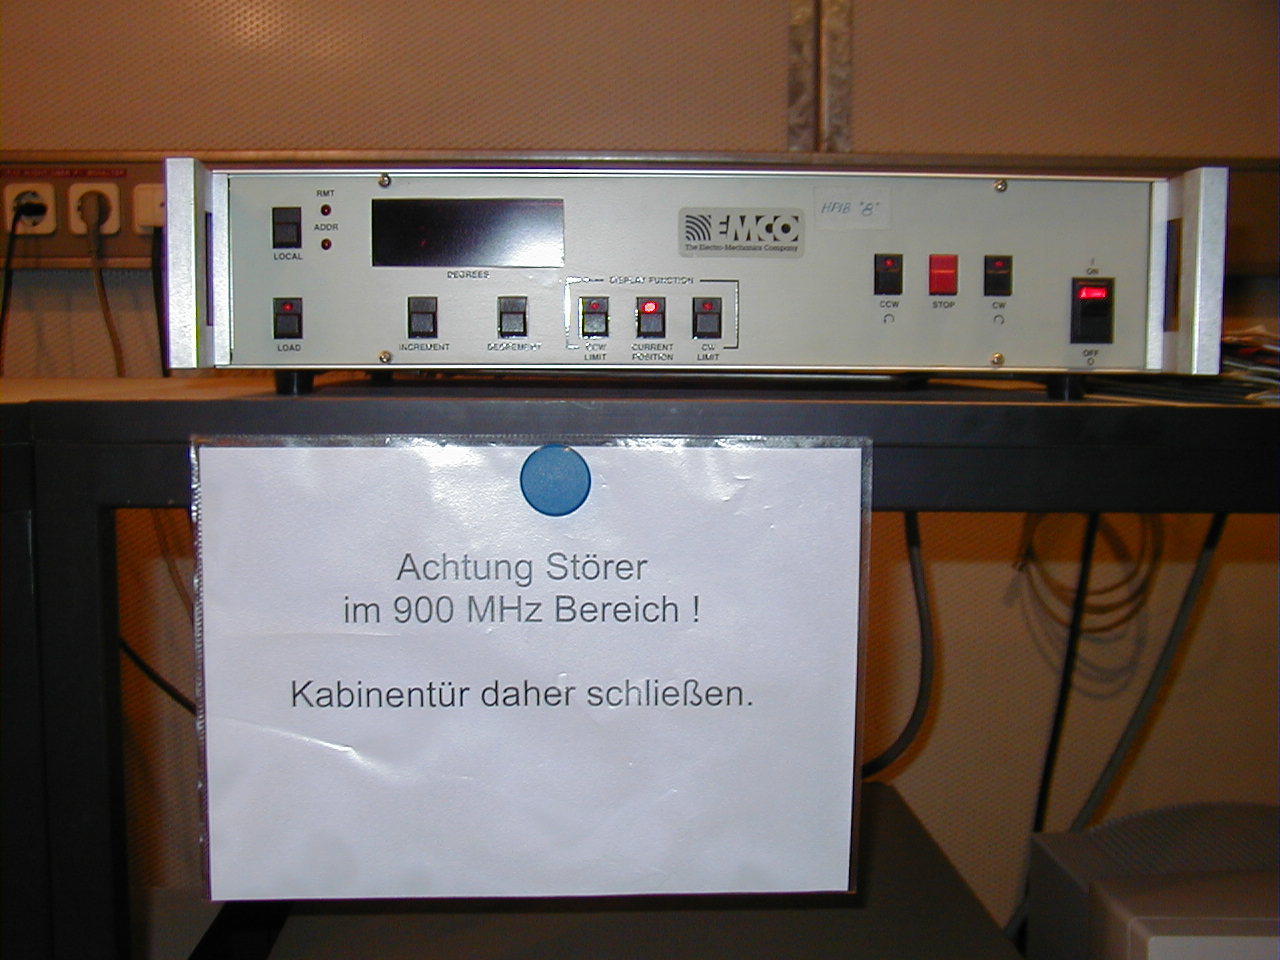 RMT
ADDR
LOCAL
LOAD
DEGREES
INCREMENT
DECREMENT
DISPLAY FUNCTION
CCW
LIMIT
CURRENT
POSITION
CW
LIMIT
EMCO
The Electro-Mechanics Company
HPIB "8"
CCW
STOP
CW
I
ON
OFF
O
Achtung Störer
im 900 MHz Bereich !
Kabinentür daher schließen.